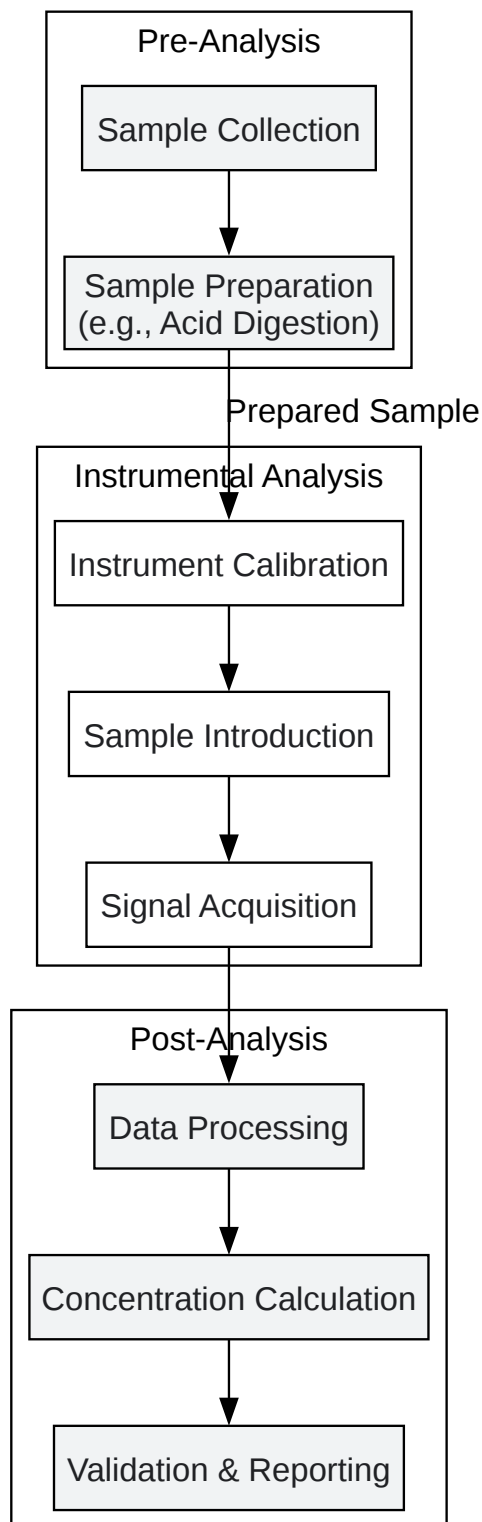 Pre-Analysis
Sample Collection
Sample Preparation
(e.g., Acid Digestion)
Prepared Sample
Instrumental Analysis
Instrument Calibration
Sample Introduction
Signal Acquisition
Post-Analysis
Data Processing
Concentration Calculation
Validation & Reporting